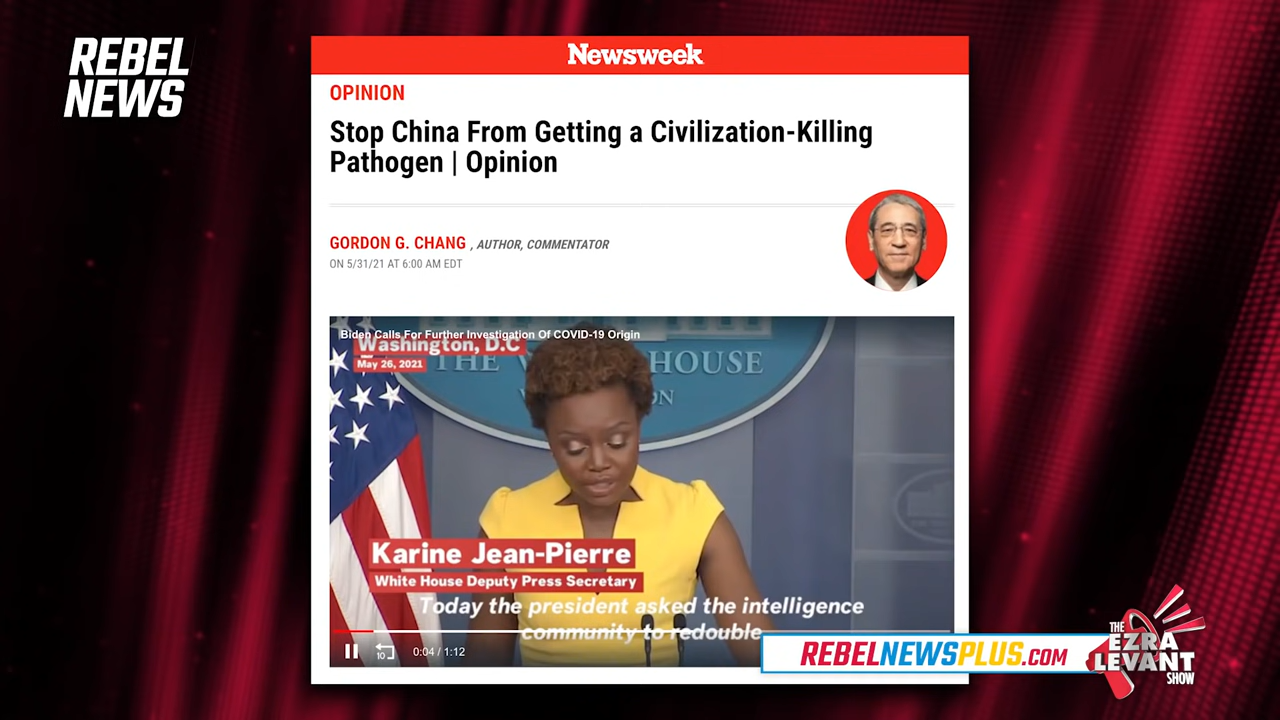 REBEL
NEWS
Newsweek
OPINION
Stop China From Getting a Civilization-Killing
Pathogen | Opinion
GORDON G. CHANG , AUTHOR, COMMENTATOR
ON 5/31/21 AT 6:00 AM EDT
Biden Calls For Further Investigation Of COVID-19 Origin
Washington, D.C
May 26, 2021
THE W HOUSE
ON
Karine Jean-Pierre
White House Deputy Press Secretary
Today the president asked the intelligence
community to redouble
10
0:04 / 1:12
REBELNEWSPLUS.COM
THE
EZRA
LEVANT
SHOW